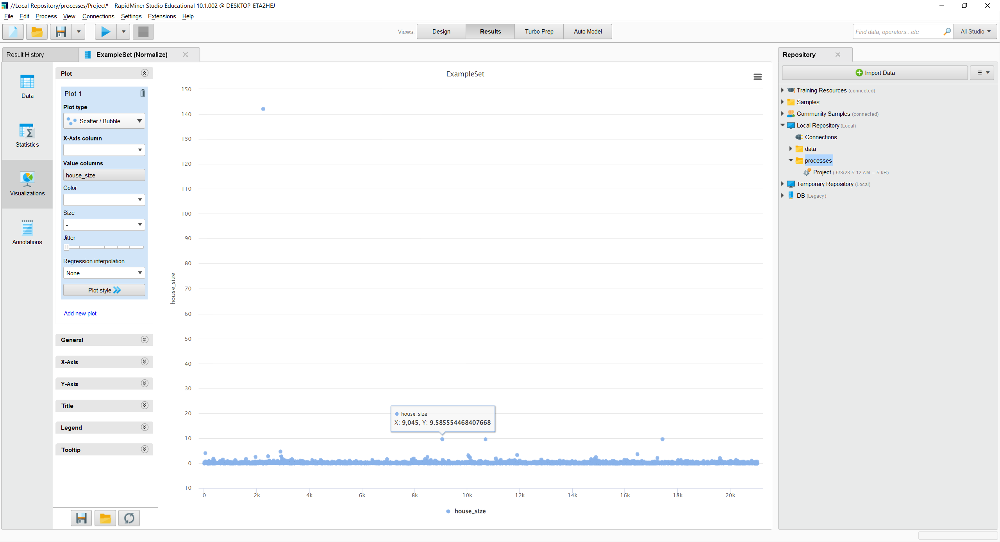 //Local Repository/processes/Project* – RapidMiner Studio Educational 10.1.002 @ DESKTOP-ETA2HEJ
File Edit Process View Connections Settings Extensions Help
Views: Design Results Turbo Prep Auto Model
Find data, operators...etc
All Studio
Result History
ExampleSet (Normalize)
Data
Statistics
Visualizations
Annotations
Plot
Plot 1
Plot type
Scatter / Bubble
X-Axis column
-
Value columns
house_size
Color
-
Size
-
Jitter
Regression interpolation
None
Plot style
Add new plot
General
X-Axis
Y-Axis
Title
Legend
Tooltip
ExampleSet
150
140
130
120
110
100
90
80
70
60
50
40
30
20
10
0
-10
house_size
house_size
X: 9,045, Y: 9.585554468407668
0 2k 4k 6k 8k 10k 12k 14k 16k 18k 20k
house_size
Repository
Import Data
Training Resources (connected)
Samples
Community Samples (connected)
Local Repository (Local)
Connections
data
processes
Project ( 6/3/23 5:12 AM – 5 kB)
Temporary Repository (Local)
DB (Legacy)